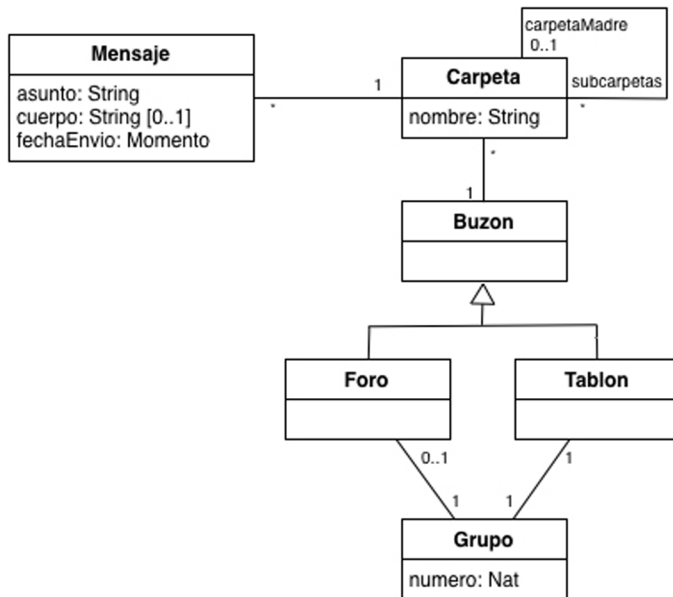 carpetaMadre
0..1
Mensaje
Carpeta
asunto: String
cuerpo: String [0..1]
fechaEnvio: Momento
1
*
subcarpetas
*
nombre: String
*
1
Buzon
Foro
Tablon
0..1
1
1
1
Grupo
numero: Nat